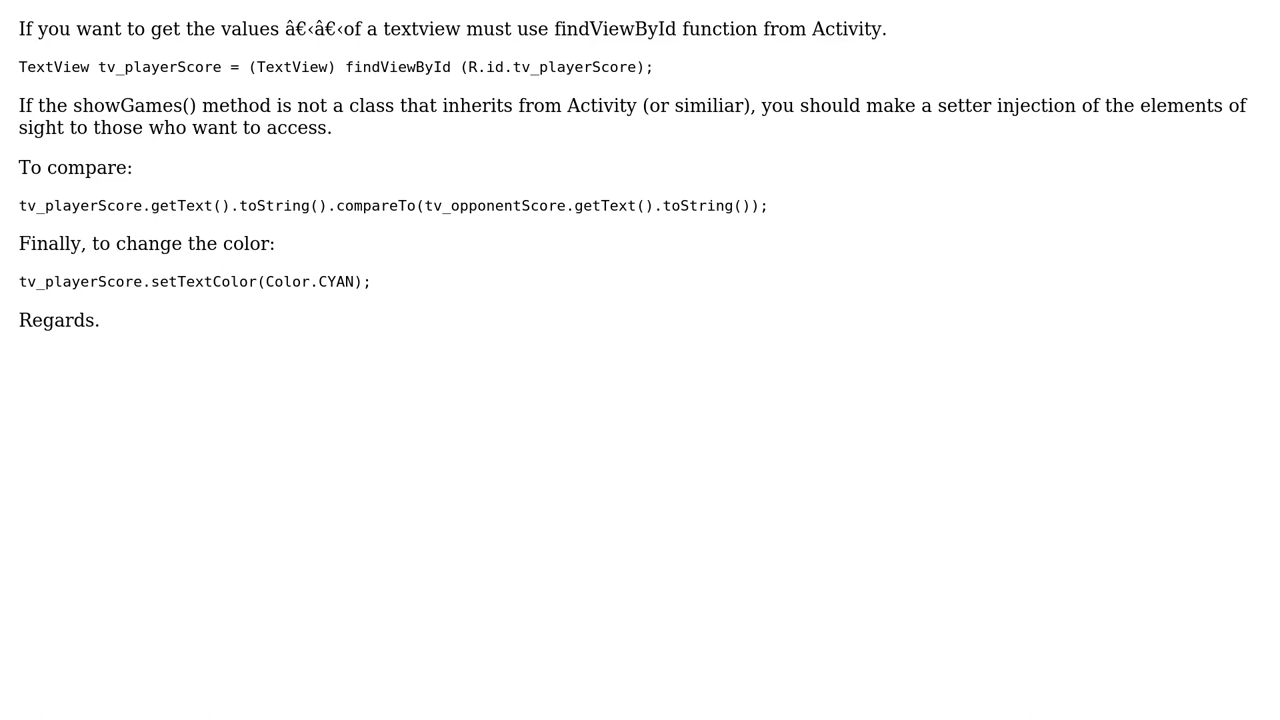 If you want to get the values â€‹â€‹of a textview must use findViewById function from Activity.
TextView tv_playerScore = (TextView) findViewById (R.id.tv_playerScore);
If the showGames() method is not a class that inherits from Activity (or similiar), you should make a setter injection of the elements of
sight to those who want to access.
To compare:
tv_playerScore.getText().toString().compareTo(tv_opponentScore.getText().toString());
Finally, to change the color:
tv_playerScore.setTextColor(Color.CYAN);
Regards.